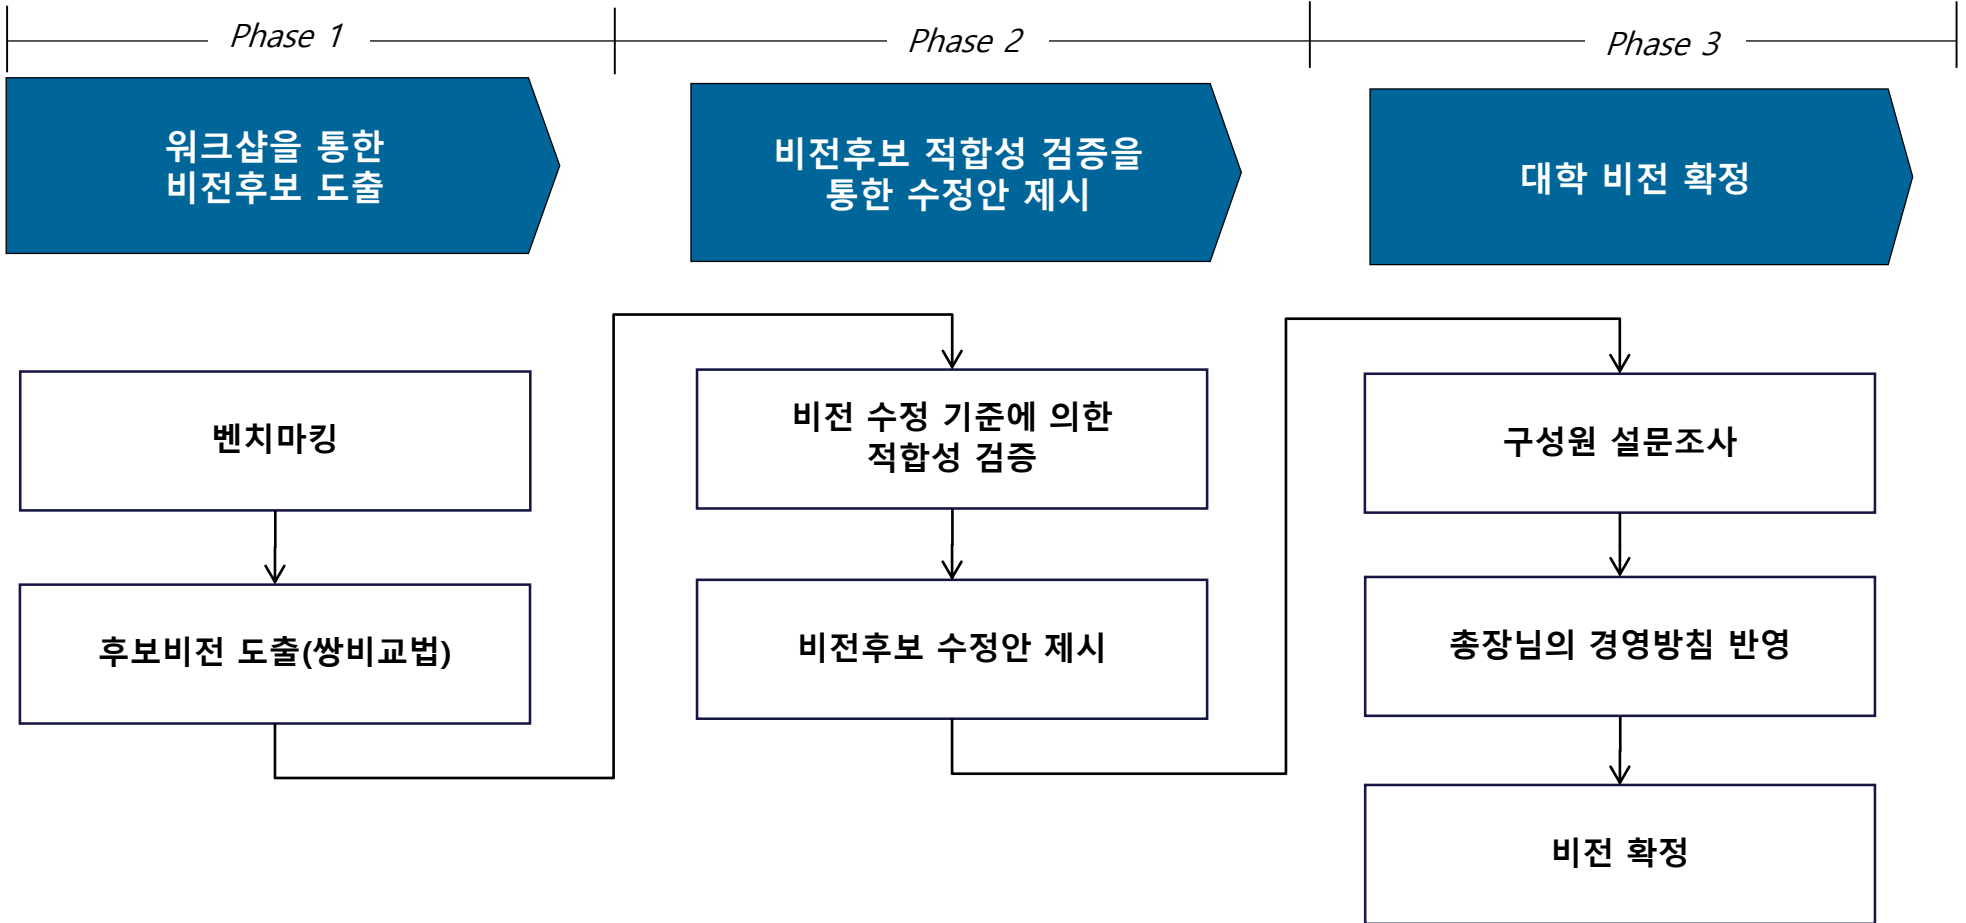 Phase 1
Phase 2
Phase 3
워크샵을 통한
비전후보 도출
비전후보 적합성 검증을
통한 수정안 제시
대학 비전 확정
벤치마킹
후보비전 도출(쌍비교법)
비전 수정 기준에 의한
적합성 검증
비전후보 수정안 제시
구성원 설문조사
총장님의 경영방침 반영
비전 확정